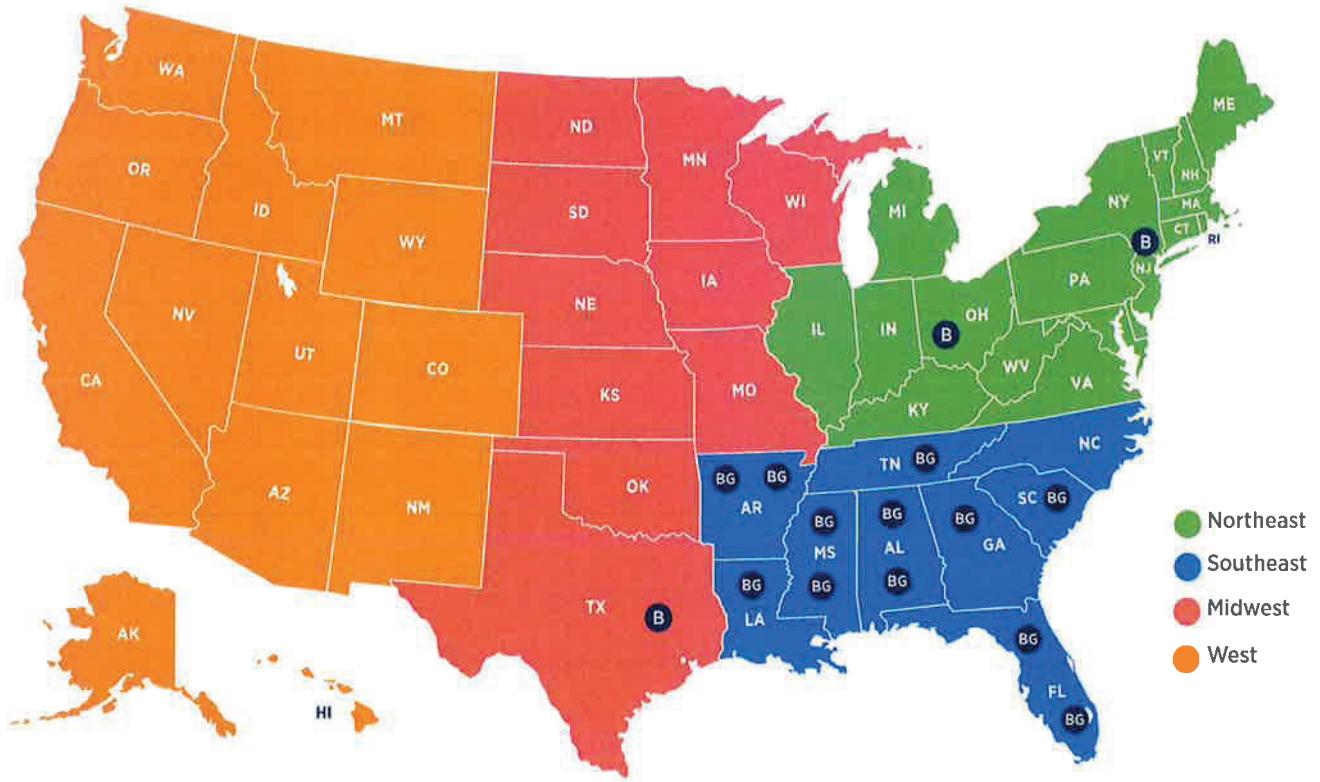 WA
MT
ND
MN
ME
OR
ID
SD
WI
MI
VT
NH
NY
MA
CT
RI
B
WY
NE
IA
PA
NJ
NV
UT
CO
CA
KS
MO
IL
IN
OH
B
WV
VA
KY
AZ
NM
OK
BG
BG
AR
TN
BG
NC
SC
BG
BG
MS
BG
BG
AL
BG
BG
GA
TX
B
BG
LA
BG
FL
BG
AK
HI
Northeast
Southeast
Midwest
West